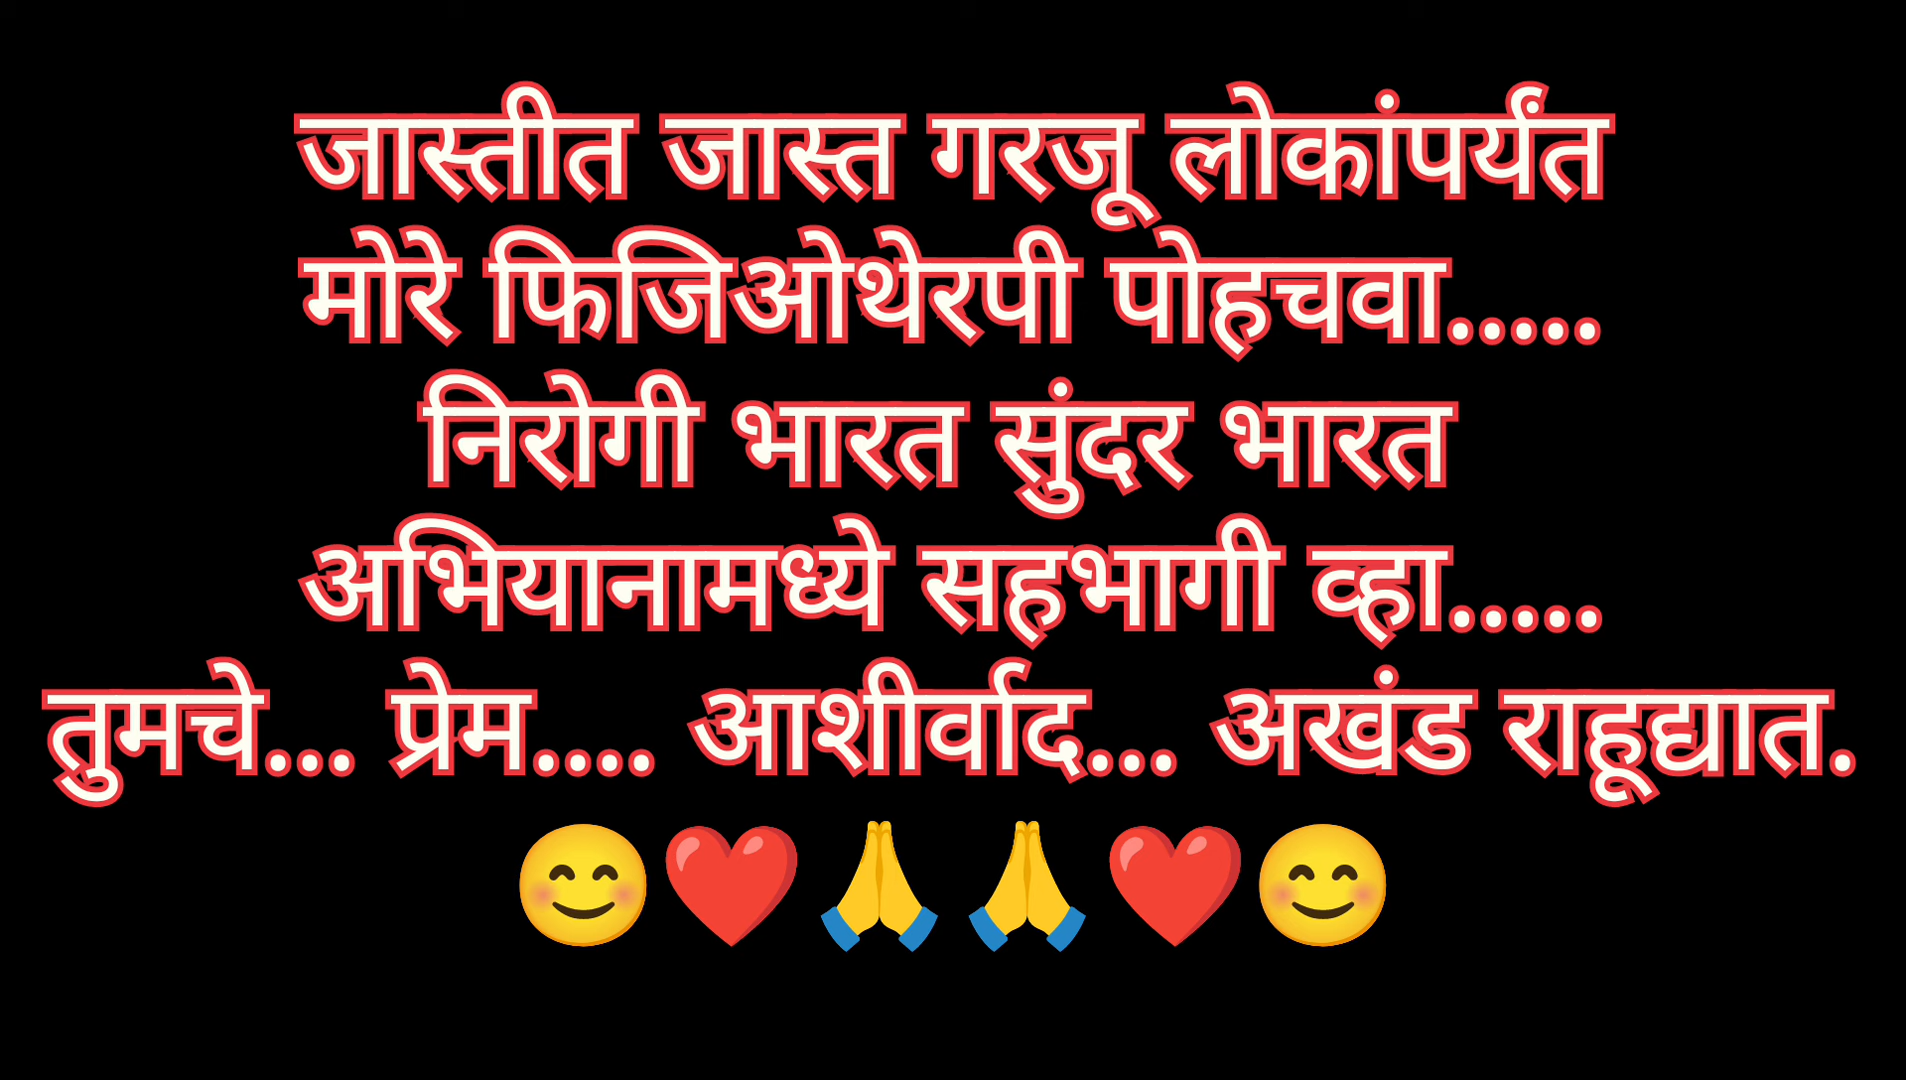 जास्तीत जास्त गरजू लोकांपर्यंत
मोरे फिजिओथेरपी पोहचवा.....
निरोगी भारत सुंदर भारत
अभियानामध्ये सहभागी व्हा.....
तुमचे... प्रेम.... आशीर्वाद... अखंड राहूद्यात.
😊❤️🙏🙏❤️😊